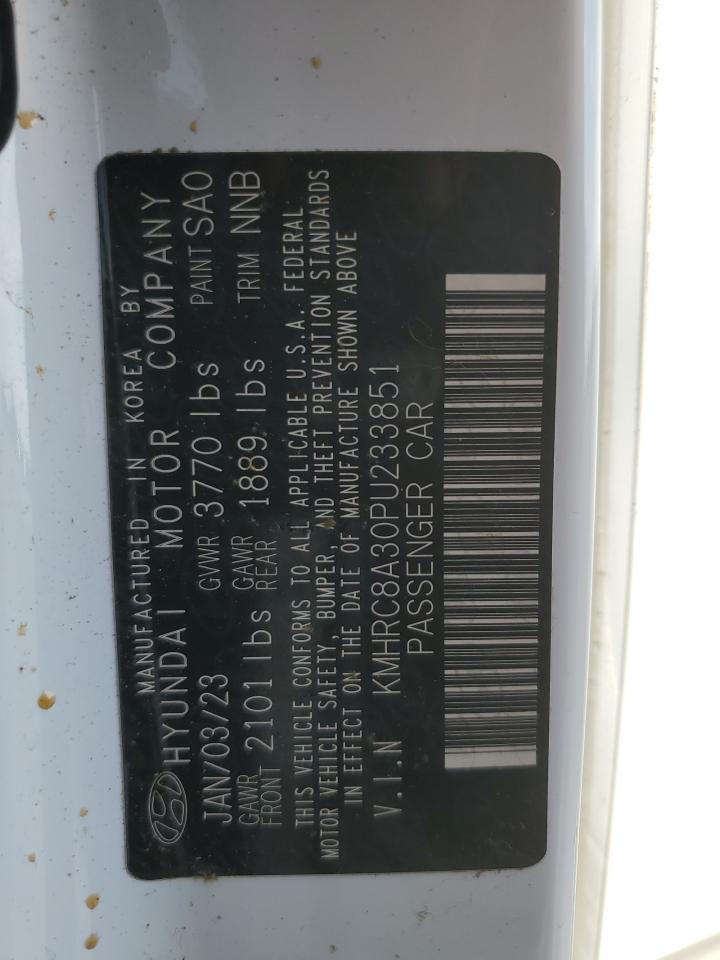 MANUFACTURED IN KOREA BY
HYUNDAI MOTOR COMPANY
JAN/03/23 GVWR 3770 lbs PAINT SAO
GAWR FRONT 2101 lbs GAWR REAR 1889 lbs TRIM NNB
THIS VEHICLE CONFORMS TO ALL APPLICABLE U.S.A. FEDERAL
MOTOR VEHICLE SAFETY, BUMPER, AND THEFT PREVENTION STANDARDS
IN EFFECT ON THE DATE OF MANUFACTURE SHOWN ABOVE
V.I.N KMHRC8A30PU233851
PASSENGER CAR